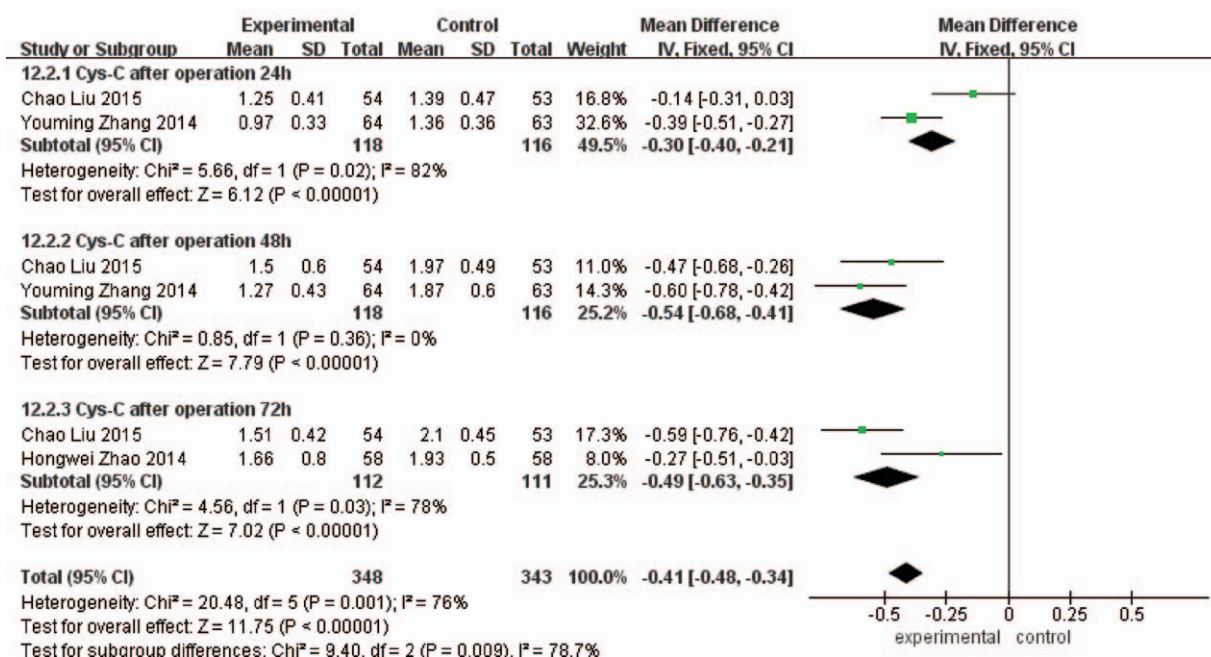 Experimental Control Mean Difference Mean Difference
Study or Subgroup Mean SD Total Mean SD Total Weight IV, Fixed, 95% CI IV, Fixed, 95% CI
12.2.1 Cys-C after operation 24h
Chao Liu 2015 1.25 0.41 54 1.39 0.47 53 16.8% -0.14 [-0.31, 0.03]
Youming Zhang 2014 0.97 0.33 64 1.36 0.36 63 32.6% -0.39 [-0.51, -0.27]
Subtotal (95% CI) 118 116 49.5% -0.30 [-0.40, -0.21]
Heterogeneity: Chi² = 5.66, df = 1 (P = 0.02); I² = 82%
Test for overall effect: Z = 6.12 (P < 0.00001)
12.2.2 Cys-C after operation 48h
Chao Liu 2015 1.5 0.6 54 1.97 0.49 53 11.0% -0.47 [-0.68, -0.26]
Youming Zhang 2014 1.27 0.43 64 1.87 0.6 63 14.3% -0.60 [-0.78, -0.42]
Subtotal (95% CI) 118 116 25.2% -0.54 [-0.68, -0.41]
Heterogeneity: Chi² = 0.85, df = 1 (P = 0.36); I² = 0%
Test for overall effect: Z = 7.79 (P < 0.00001)
12.2.3 Cys-C after operation 72h
Chao Liu 2015 1.51 0.42 54 2.1 0.45 53 17.3% -0.59 [-0.76, -0.42]
Hongwei Zhao 2014 1.66 0.8 58 1.93 0.5 58 8.0% -0.27 [-0.51, -0.03]
Subtotal (95% CI) 112 111 25.3% -0.49 [-0.63, -0.35]
Heterogeneity: Chi² = 4.56, df = 1 (P = 0.03); I² = 78%
Test for overall effect: Z = 7.02 (P < 0.00001)
Total (95% CI) 348 343 100.0% -0.41 [-0.48, -0.34]
Heterogeneity: Chi² = 20.48, df = 5 (P = 0.001); I² = 76%
Test for overall effect: Z = 11.75 (P < 0.00001)
Test for subgroup differences: Chi² = 9.40, df = 2 (P = 0.009), I² = 78.7%
-0.5 -0.25 0 0.25 0.5
experimental control